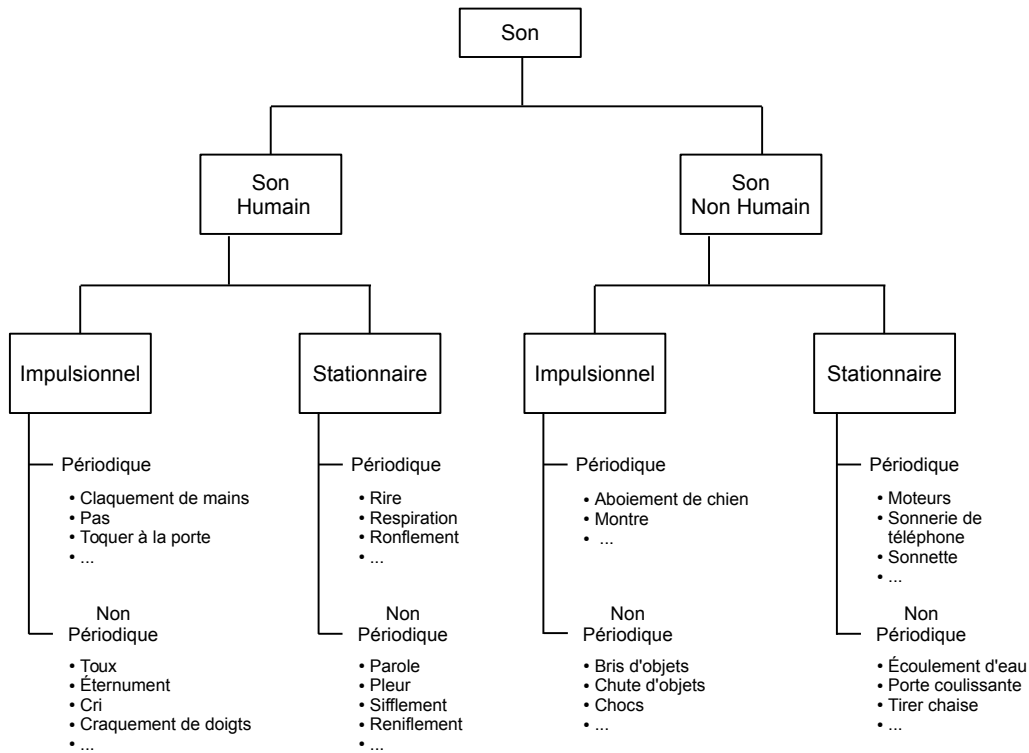 Son
Son
Humain
Son
Non Humain
Impulsionnel
Stationnaire
Impulsionnel
Stationnaire
Périodique
• Claquement de mains
• Pas
• Toquer à la porte
• ...
Périodique
• Rire
• Respiration
• Ronflement
• ...
Périodique
• Aboiement de chien
• Montre
• ...
Périodique
• Moteurs
• Sonnerie de
téléphone
• Sonnette
• ...
Non
Périodique
• Toux
• Éternument
• Cri
• Craquement de doigts
• ...
Non
Périodique
• Parole
• Pleur
• Sifflement
• Reniflement
• ...
Non
Périodique
• Bris d'objets
• Chute d'objets
• Chocs
• ...
Non
Périodique
• Écoulement d'eau
• Porte coulissante
• Tirer chaise
• ...